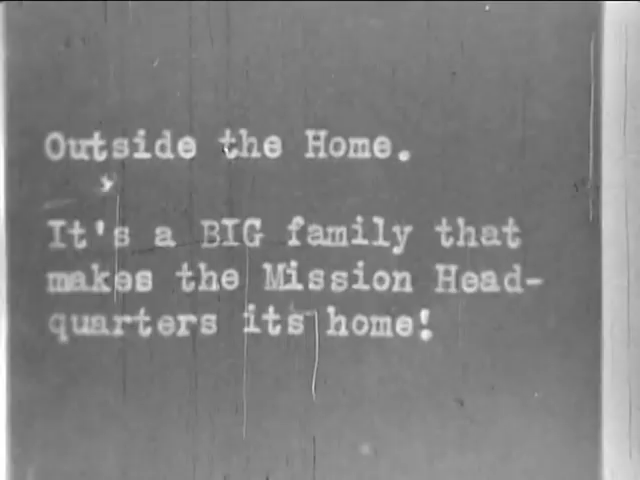 Outside the Home.
It's a BIG family that
makes the Mission Head-
quarters its home!